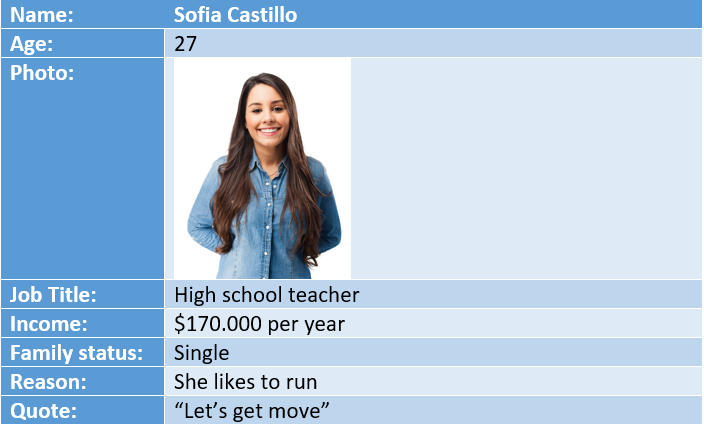 Name: Sofia Castillo
Age: 27
Photo:
Job Title: High school teacher
Income: $170.000 per year
Family status: Single
Reason: She likes to run
Quote: “Let’s get move”